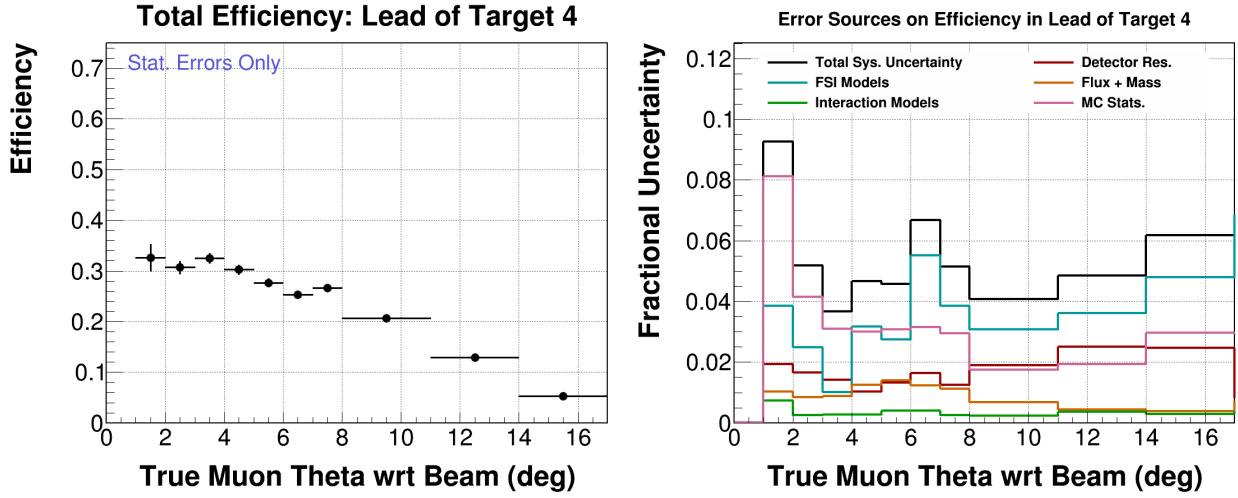 Total Efficiency: Lead of Target 4
Stat. Errors Only
Efficiency
0.7
0.6
0.5
0.4
0.3
0.2
0.1
0
0 2 4 6 8 10 12 14 16
True Muon Theta wrt Beam (deg)
Error Sources on Efficiency in Lead of Target 4
Total Sys. Uncertainty
FSI Models
Interaction Models
Detector Res.
Flux + Mass
MC Stats.
Fractional Uncertainty
0.12
0.1
0.08
0.06
0.04
0.02
0
0 2 4 6 8 10 12 14 16
True Muon Theta wrt Beam (deg)